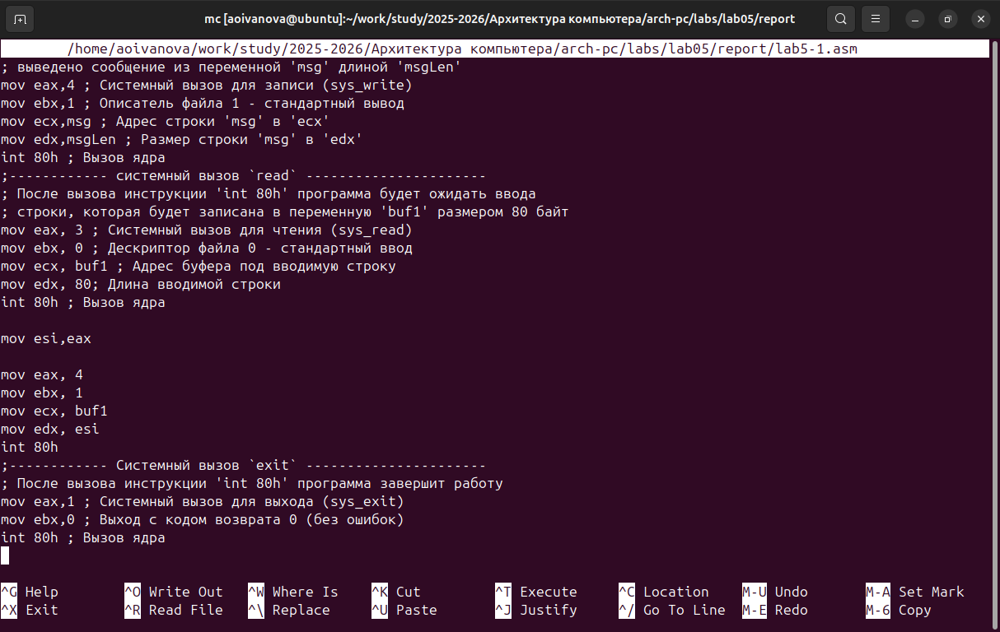 mc [aoivanova@ubuntu]:~/work/study/2025-2026/Архитектура компьютера/arch-pc/labs/lab05/report
/home/aoivanova/work/study/2025-2026/Архитектура компьютера/arch-pc/labs/lab05/report/lab5-1.asm
; выведено сообщение из переменной 'msg' длиной 'msgLen'
mov eax,4 ; Системный вызов для записи (sys_write)
mov ebx,1 ; Описатель файла 1 - стандартный вывод
mov ecx,msg ; Адрес строки 'msg' в 'ecx'
mov edx,msgLen ; Размер строки 'msg' в 'edx'
int 80h ; Вызов ядра
;------------ системный вызов `read` ----------------------
; После вызова инструкции 'int 80h' программа будет ожидать ввода
; строки, которая будет записана в переменную 'buf1' размером 80 байт
mov eax, 3 ; Системный вызов для чтения (sys_read)
mov ebx, 0 ; Дескриптор файла 0 - стандартный ввод
mov ecx, buf1 ; Адрес буфера под вводимую строку
mov edx, 80; Длина вводимой строки
int 80h ; Вызов ядра
mov esi,eax
mov eax, 4
mov ebx, 1
mov ecx, buf1
mov edx, esi
int 80h
;------------ Системный вызов `exit` ----------------------
; После вызова инструкции 'int 80h' программа завершит работу
mov eax,1 ; Системный вызов для выхода (sys_exit)
mov ebx,0 ; Выход с кодом возврата 0 (без ошибок)
int 80h ; Вызов ядра
^G Help ^O Write Out ^W Where Is ^K Cut ^T Execute ^C Location M-U Undo M-A Set Mark
^X Exit ^R Read File ^\ Replace ^U Paste ^J Justify ^/ Go To Line M-E Redo M-6 Copy